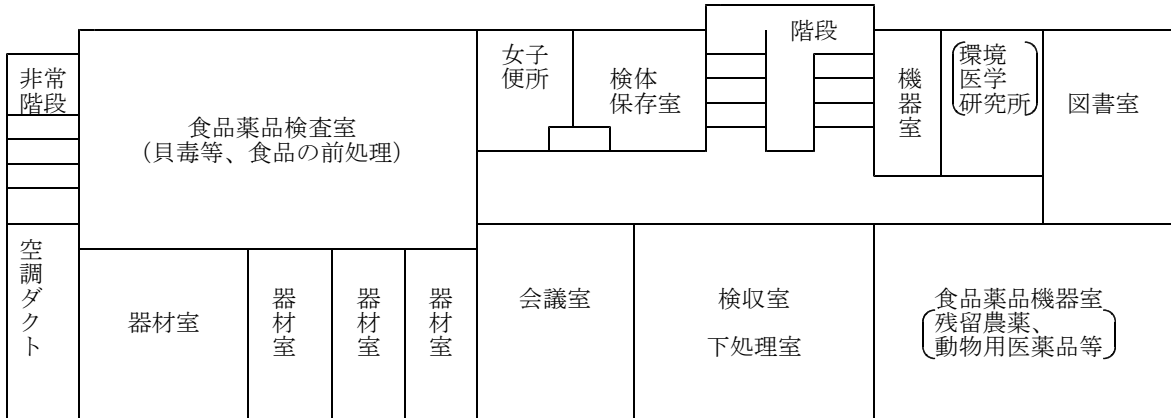 階段
非常
階段
食品薬品検査室
（貝毒等、食品の前処理）
女子
便所
検体
保存室
機器室
環境
医学
研究所
図書室
空調ダクト
器材室
器材室
器材室
器材室
会議室
検収室
下処理室
食品薬品機器室
残留農薬、
動物用医薬品等